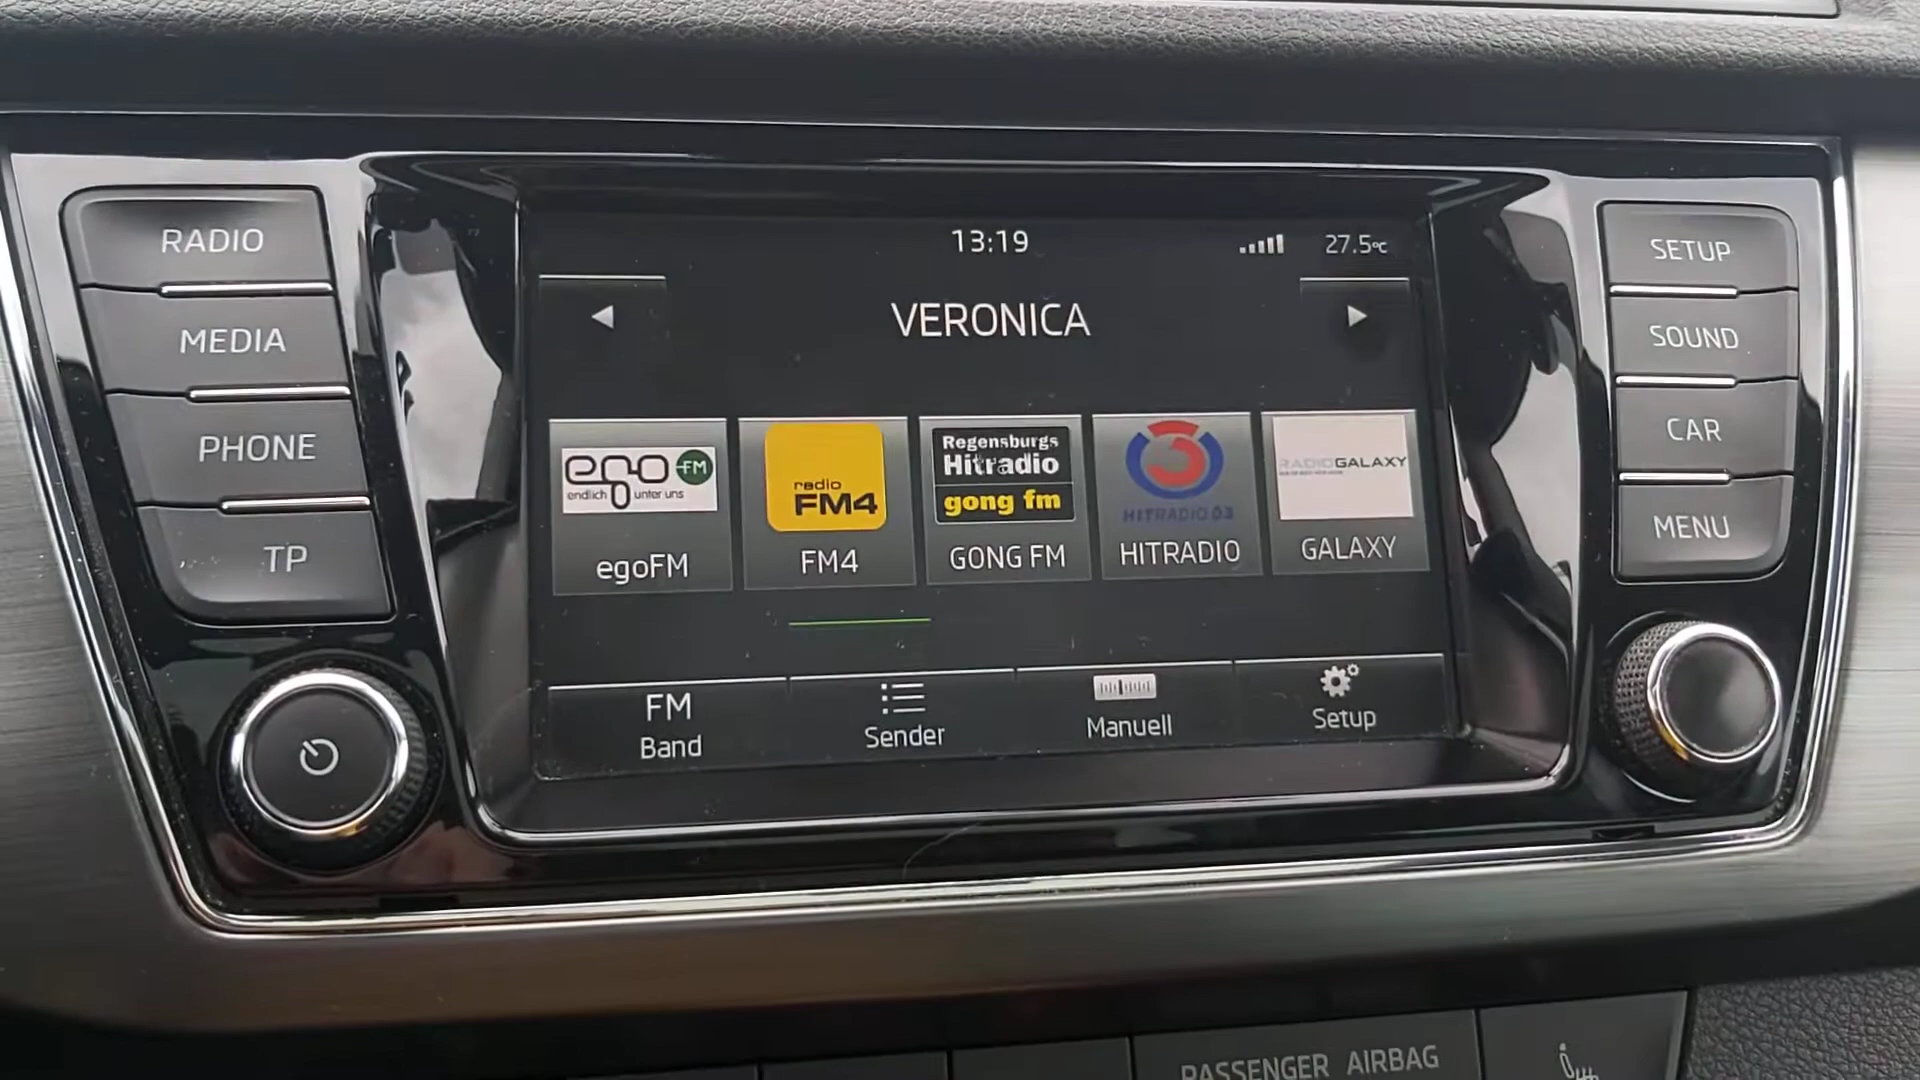 RADIO
MEDIA
PHONE
TP
13:19
27.5°C
VERONICA
ego FM
endlich unter uns
egoFM
radio
FM4
FM4
Regensburgs
Hitradio
gong fm
GONG FM
3
HITRADIO Ö3
HITRADIO
RADIOGALAXY
GALAXY
FM
Band
Sender
Manuell
Setup
SETUP
SOUND
CAR
MENU
PASSENGER AIRBAG